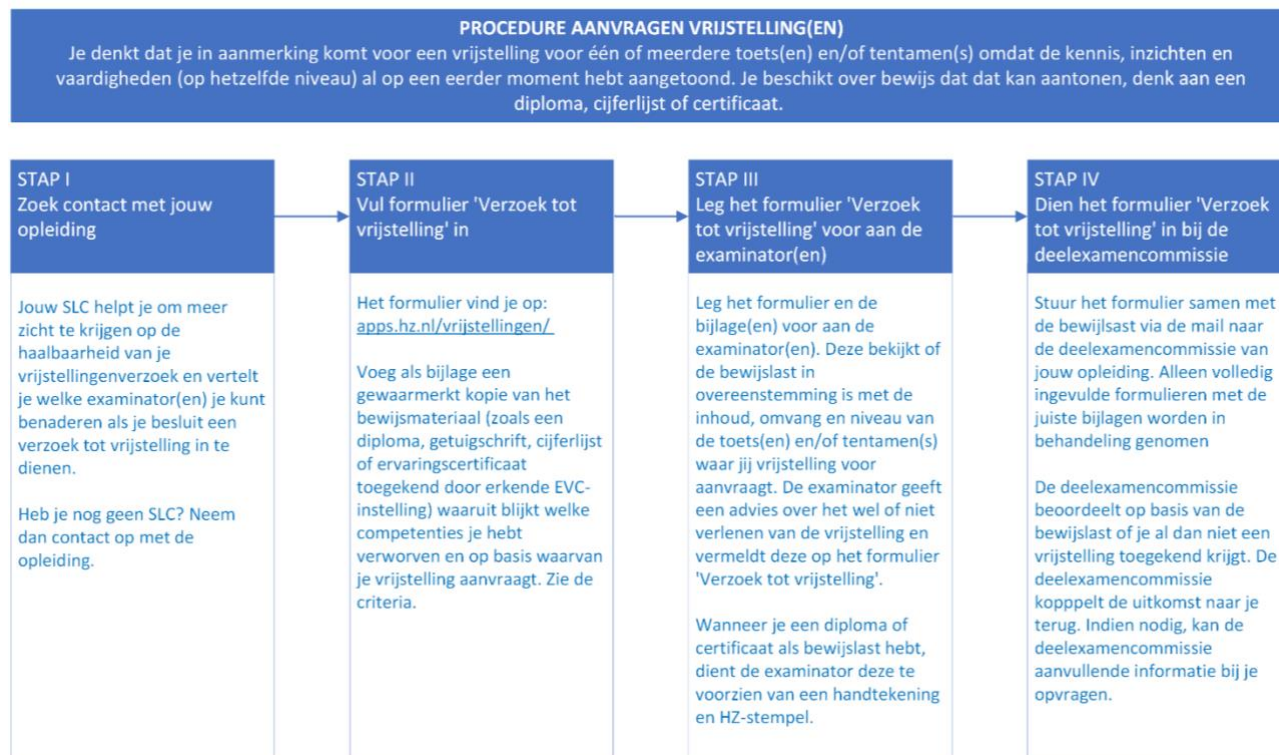 PROCEDURE AANVRAGEN VRIJSTELLING(EN)
Je denkt dat je in aanmerking komt voor een vrijstelling voor één of meerdere toets(en) en/of tentamen(s) omdat de kennis, inzichten en
vaardigheden (op hetzelfde niveau) al op een eerder moment hebt aangetoond. Je beschikt over bewijs dat dat kan aantonen, denk aan een
diploma, cijferlijst of certificaat.
STAP I
Zoek contact met jouw
opleiding
Jouw SLC helpt je om meer
zicht te krijgen op de
haalbaarheid van je
vrijstellingenverzoek en vertelt
je welke examinator(en) je kunt
benaderen als je besluit een
verzoek tot vrijstelling in te
dienen.
Heb je nog geen SLC? Neem
dan contact op met de
opleiding.
STAP II
Vul formulier 'Verzoek tot
vrijstelling' in
Het formulier vind je op:
apps.hz.nl/vrijstellingen/
Voeg als bijlage een
gewaarmerkt kopie van het
bewijsmateriaal (zoals een
diploma, getuigschrift, cijferlijst
of ervaringscertificaat
toegekend door erkende EVC-
instelling) waaruit blijkt welke
competenties je hebt
verworven en op basis waarvan
je vrijstelling aanvraagt. Zie de
criteria.
STAP III
Leg het formulier 'Verzoek
tot vrijstelling' voor aan de
examinator(en)
Leg het formulier en de
bijlage(en) voor aan de
examinator(en). Deze bekijkt of
de bewijslast in
overeenstemming is met de
inhoud, omvang en niveau van
de toets(en) en/of tentamen(s)
waar jij vrijstelling voor
aanvraagt. De examinator geeft
een advies over het wel of niet
verlenen van de vrijstelling en
vermeldt deze op het formulier
'Verzoek tot vrijstelling'.
Wanneer je een diploma of
certificaat als bewijslast hebt,
dient de examinator deze te
voorzien van een handtekening
en HZ-stempel.
STAP IV
Dien het formulier 'Verzoek
tot vrijstelling' in bij de
deelexamencommissie
Stuur het formulier samen met
de bewijlsast via de mail naar
de deelexamencommissie van
jouw opleiding. Alleen volledig
ingevulde formulieren met de
juiste bijlagen worden in
behandeling genomen
De deelexamencommissie
beoordeelt op basis van de
bewijslast of je al dan niet een
vrijstelling toegekend krijgt. De
deelexamencommissie
kopppelt de uitkomst naar je
terug. Indien nodig, kan de
deelexamencommissie
aanvullende informatie bij je
opvragen.